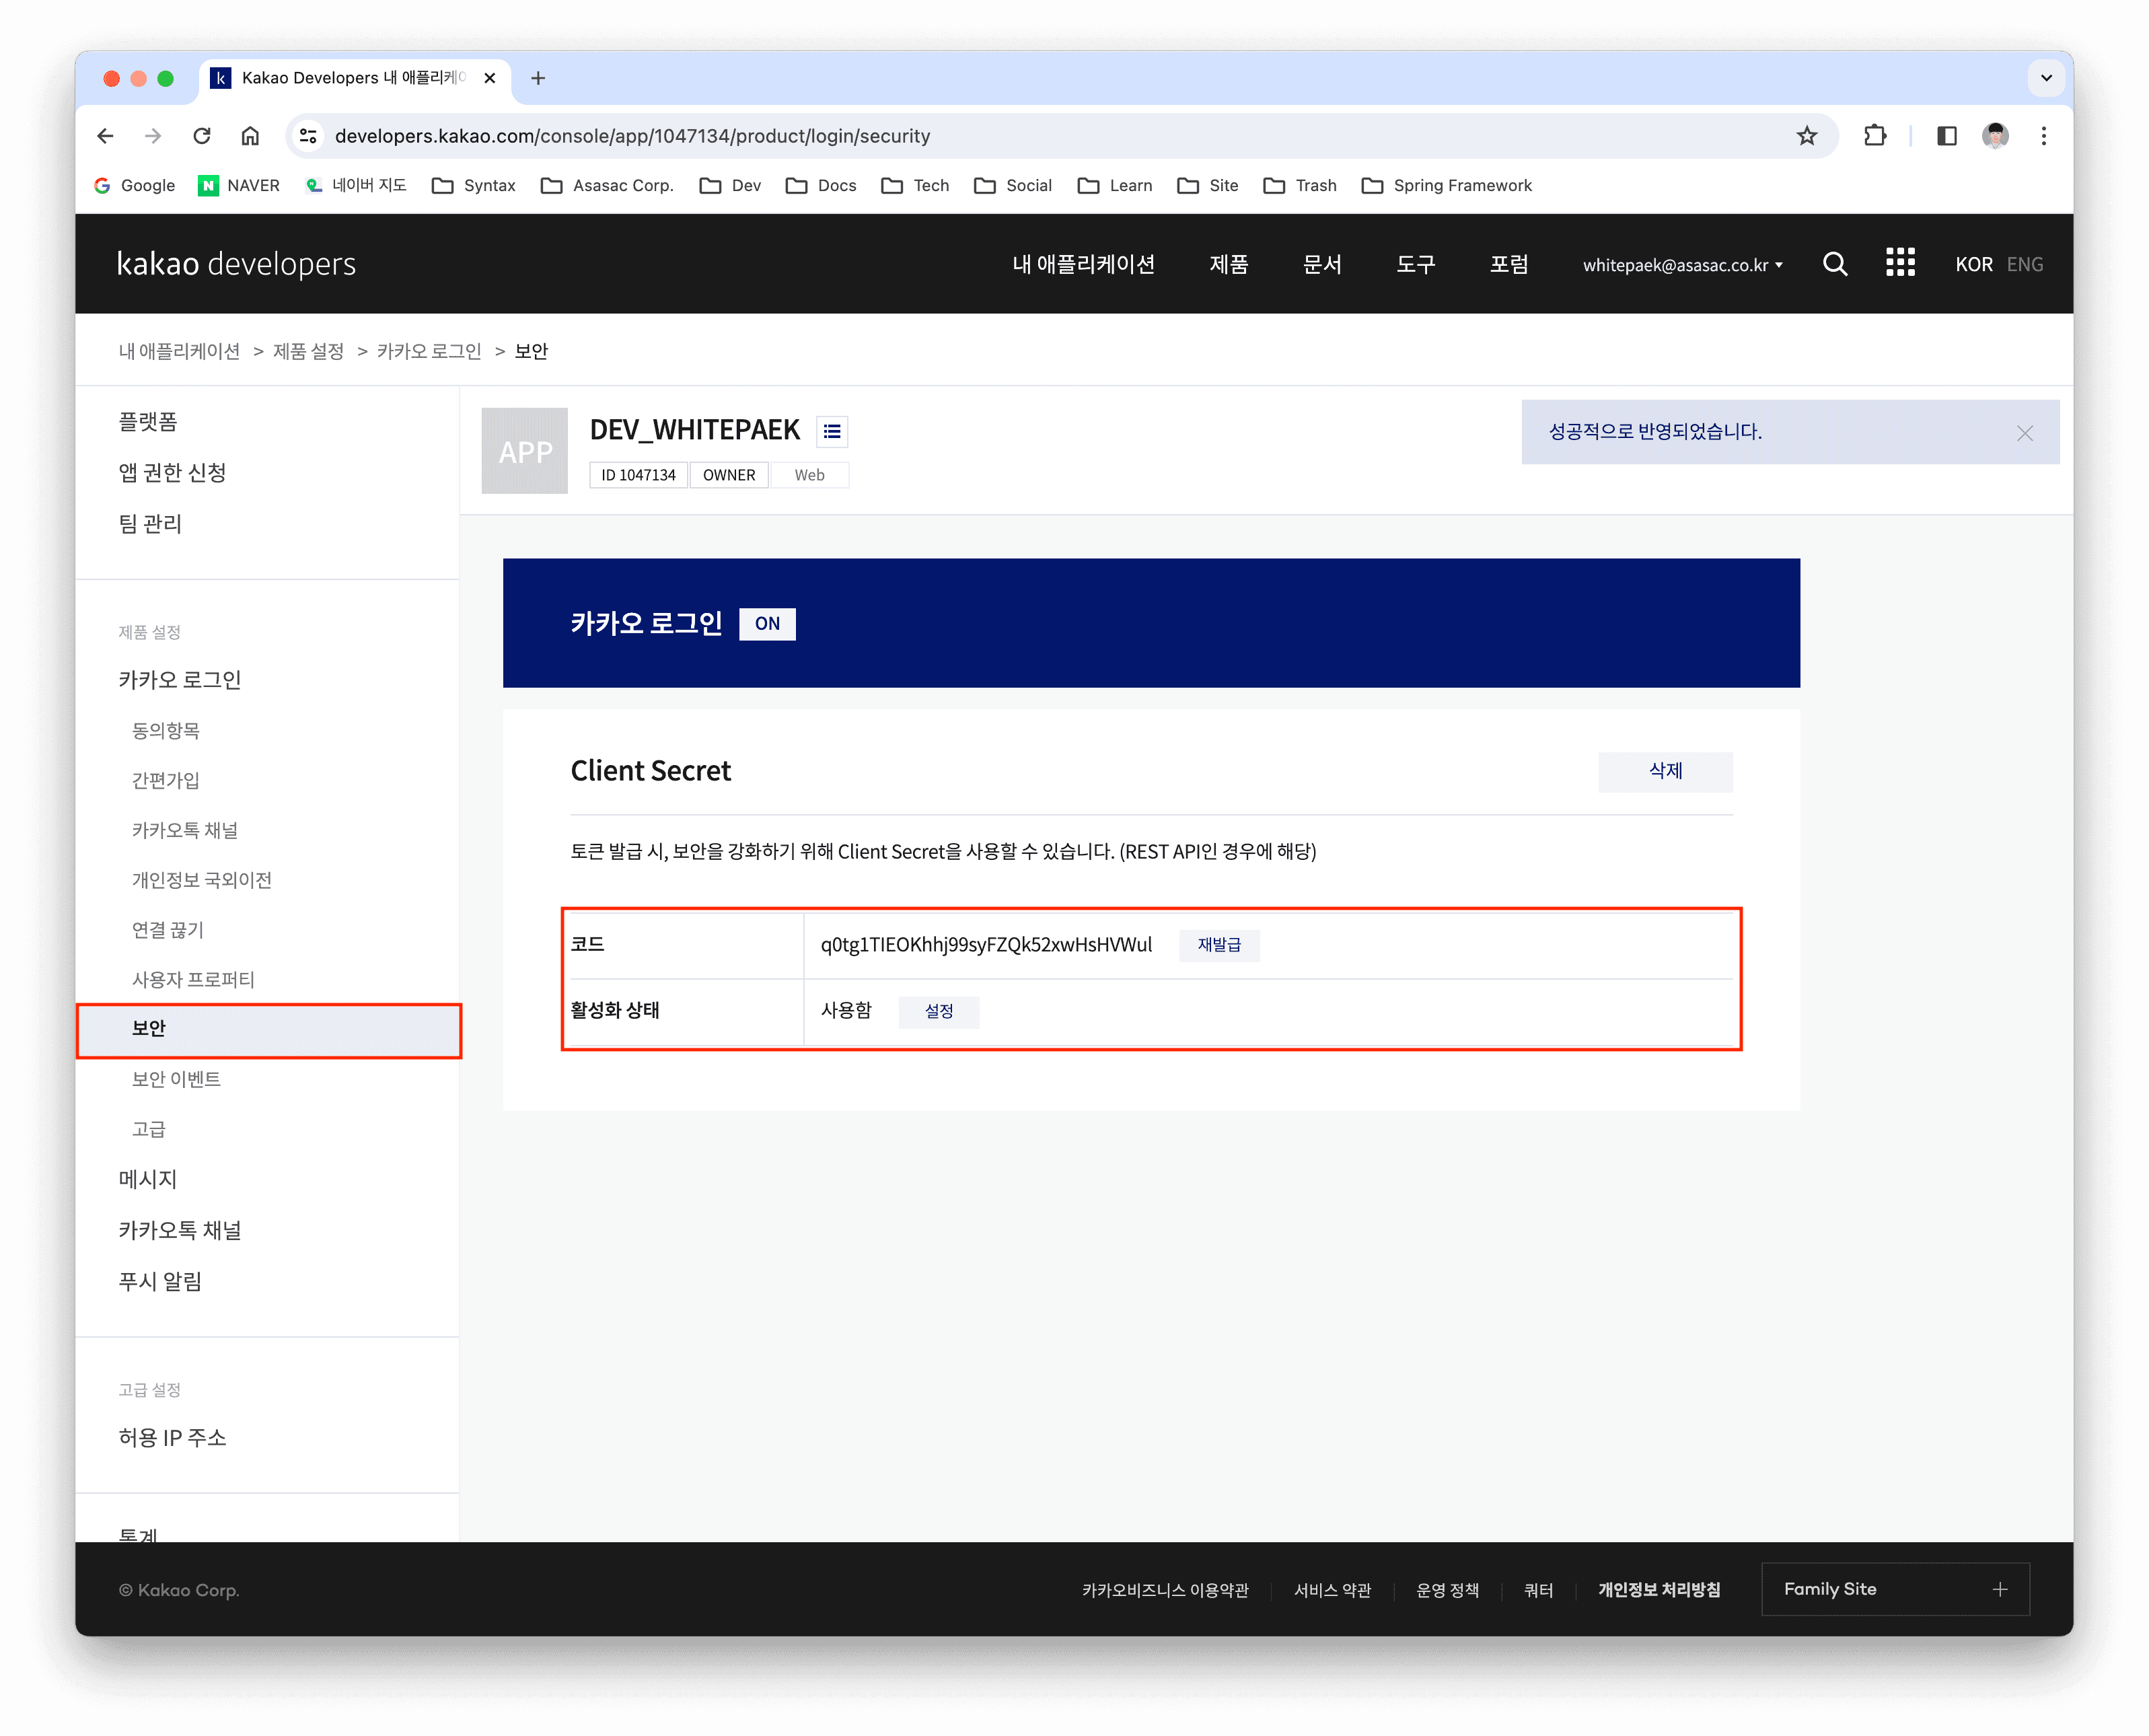 Kakao Developers 내 애플리케이
developers.kakao.com/console/app/1047134/product/login/security
Google NAVER 네이버 지도 Syntax Asasac Corp. Dev Docs Tech Social Learn Site Trash Spring Framework
kakao developers 내 애플리케이션 제품 문서 도구 포럼 whitepaek@asasac.co.kr KOR ENG
내 애플리케이션 > 제품 설정 > 카카오 로그인 > 보안
플랫폼
앱 권한 신청
팀 관리
제품 설정
카카오 로그인
동의항목
간편가입
카카오톡 채널
개인정보 국외이전
연결 끊기
사용자 프로퍼티
보안
보안 이벤트
고급
메시지
카카오톡 채널
푸시 알림
고급 설정
허용 IP 주소
통계
APP
DEV_WHITEPAEK
ID 1047134 OWNER Web
성공적으로 반영되었습니다.
카카오 로그인 ON
Client Secret 삭제
토큰 발급 시, 보안을 강화하기 위해 Client Secret을 사용할 수 있습니다. (REST API인 경우에 해당)
코드 q0tg1TIEOKhhj99syFZQk52xwHsHVWul 재발급
활성화 상태 사용함 설정
© Kakao Corp. 카카오비즈니스 이용약관 서비스 약관 운영 정책 쿼터 개인정보 처리방침 Family Site